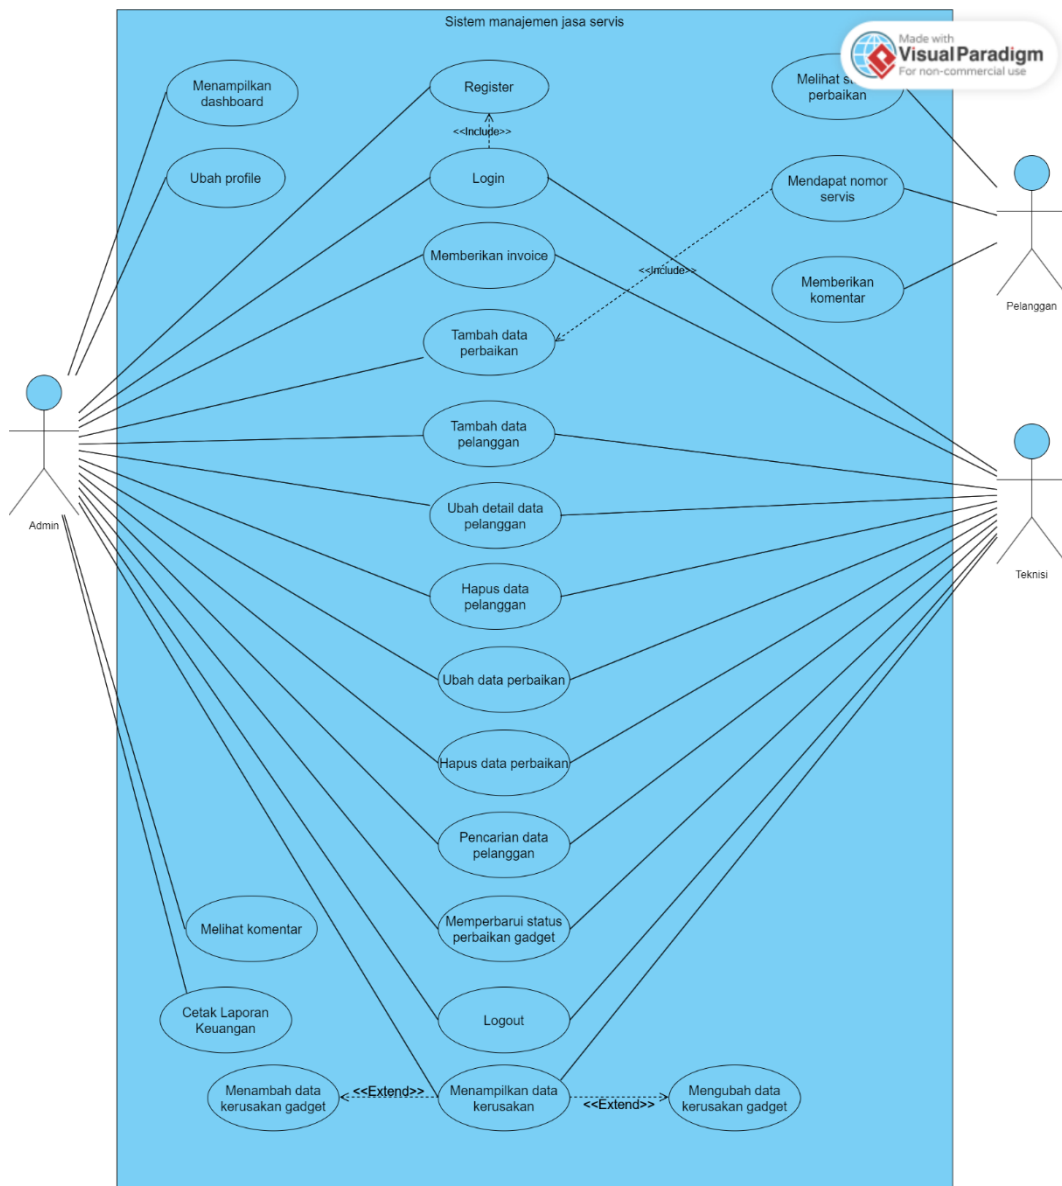 Sistem manajemen jasa servis
Made with
Visual Paradigm
For non-commercial use
Menampilkan
dashboard
Register
Melihat
perbaikan
<<Include>>
Ubah profile
Login
Mendapat nomor
servis
Memberikan invoice
<<Include>>
Memberikan
komentar
Pelanggan
Tambah data
perbaikan
Tambah data
pelanggan
Ubah detail data
pelanggan
Admin
Hapus data
pelanggan
Teknisi
Ubah data perbaikan
Hapus data perbaikan
Pencarian data
pelanggan
Melihat komentar
Memperbarui status
perbaikan gadget
Cetak Laporan
Keuangan
Logout
Menambah data
kerusakan gadget
<<Extend>>
Menampilkan data
kerusakan
<<Extend>>
Mengubah data
kerusakan gadget